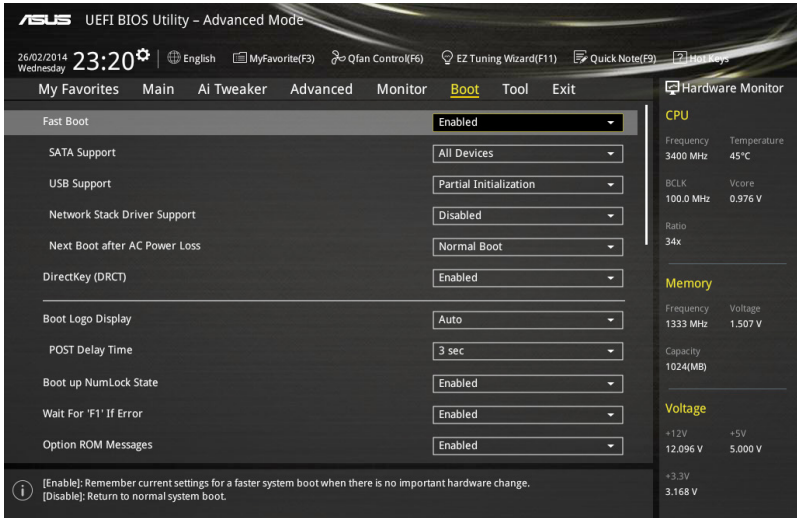 ASUS UEFI BIOS Utility – Advanced Mode
26/02/2014
Wednesday
23:20
English
MyFavorite(F3)
Qfan Control(F6)
EZ Tuning Wizard(F11)
Quick Note(F9)
? Hot Keys
My Favorites Main Ai Tweaker Advanced Monitor Boot Tool Exit
Fast Boot Enabled
SATA Support All Devices
USB Support Partial Initialization
Network Stack Driver Support Disabled
Next Boot after AC Power Loss Normal Boot
DirectKey (DRCT) Enabled
Boot Logo Display Auto
POST Delay Time 3 sec
Boot up NumLock State Enabled
Wait For 'F1' If Error Enabled
Option ROM Messages Enabled
i
[Enable]: Remember current settings for a faster system boot when there is no important hardware change.
[Disable]: Return to normal system boot.
Hardware Monitor
CPU
Frequency Temperature
3400 MHz 45°C
BCLK Vcore
100.0 MHz 0.976 V
Ratio
34x
Memory
Frequency Voltage
1333 MHz 1.507 V
Capacity
1024(MB)
Voltage
+12V +5V
12.096 V 5.000 V
+3.3V
3.168 V